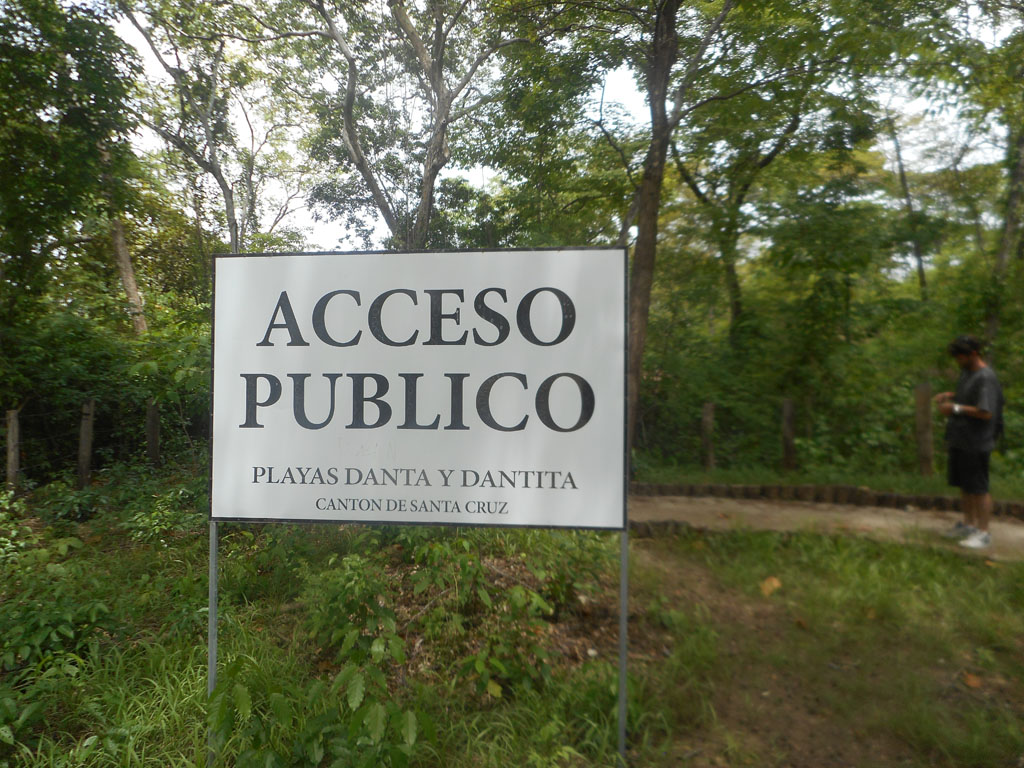 ACCESO
PUBLICO
PLAYAS DANTA Y DANTITA
CANTON DE SANTA CRUZ